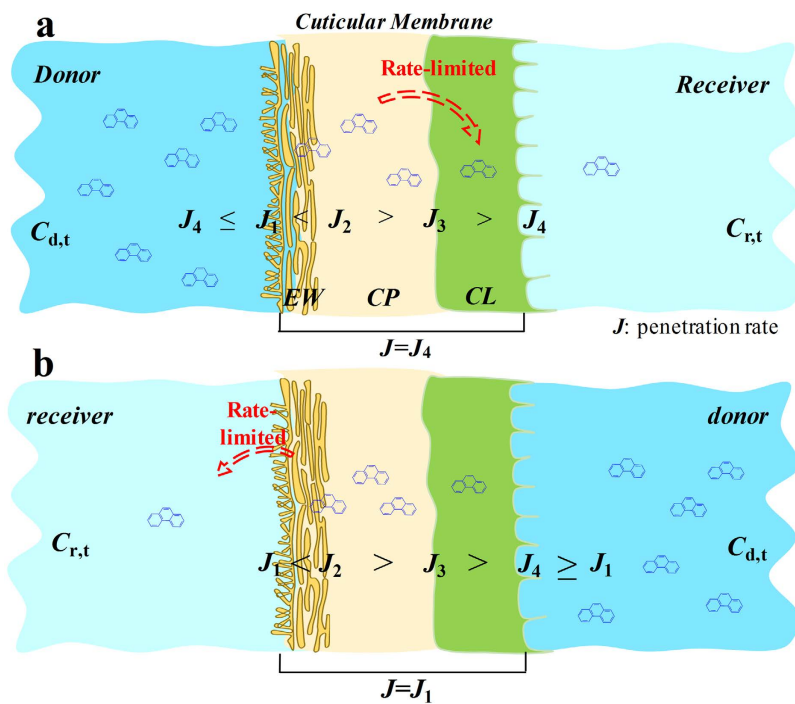 a
Cuticular Membrane
Donor
Rate-limited
Receiver
J4 ≤ J1 < J2 > J3 > J4
Cd,t
Cr,t
EW CP CL
J: penetration rate
J=J4
b
receiver
Rate-
limited
donor
Cr,t
Cd,t
J1 < J2 > J3 > J4 ≥ J1
J=J1